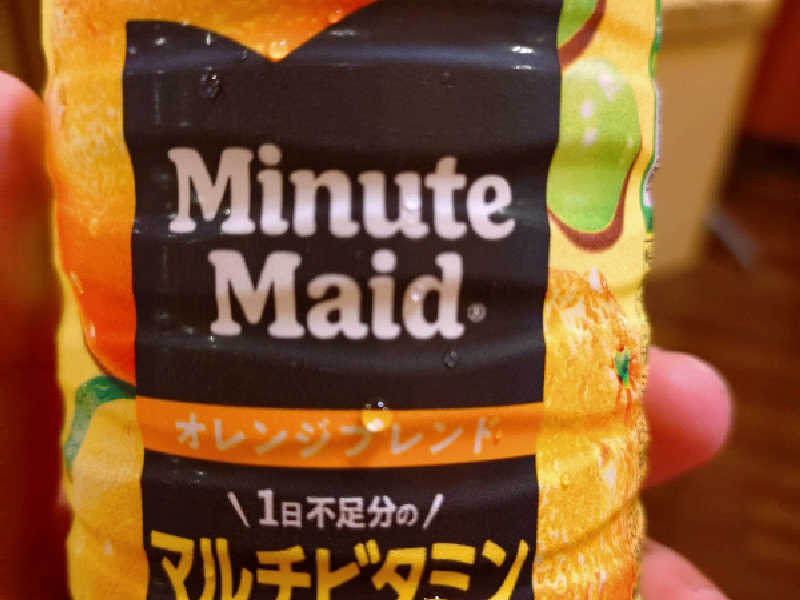 Minute
Maid®
オレンジブレンド
\1日不足分の/
マルチビタミン